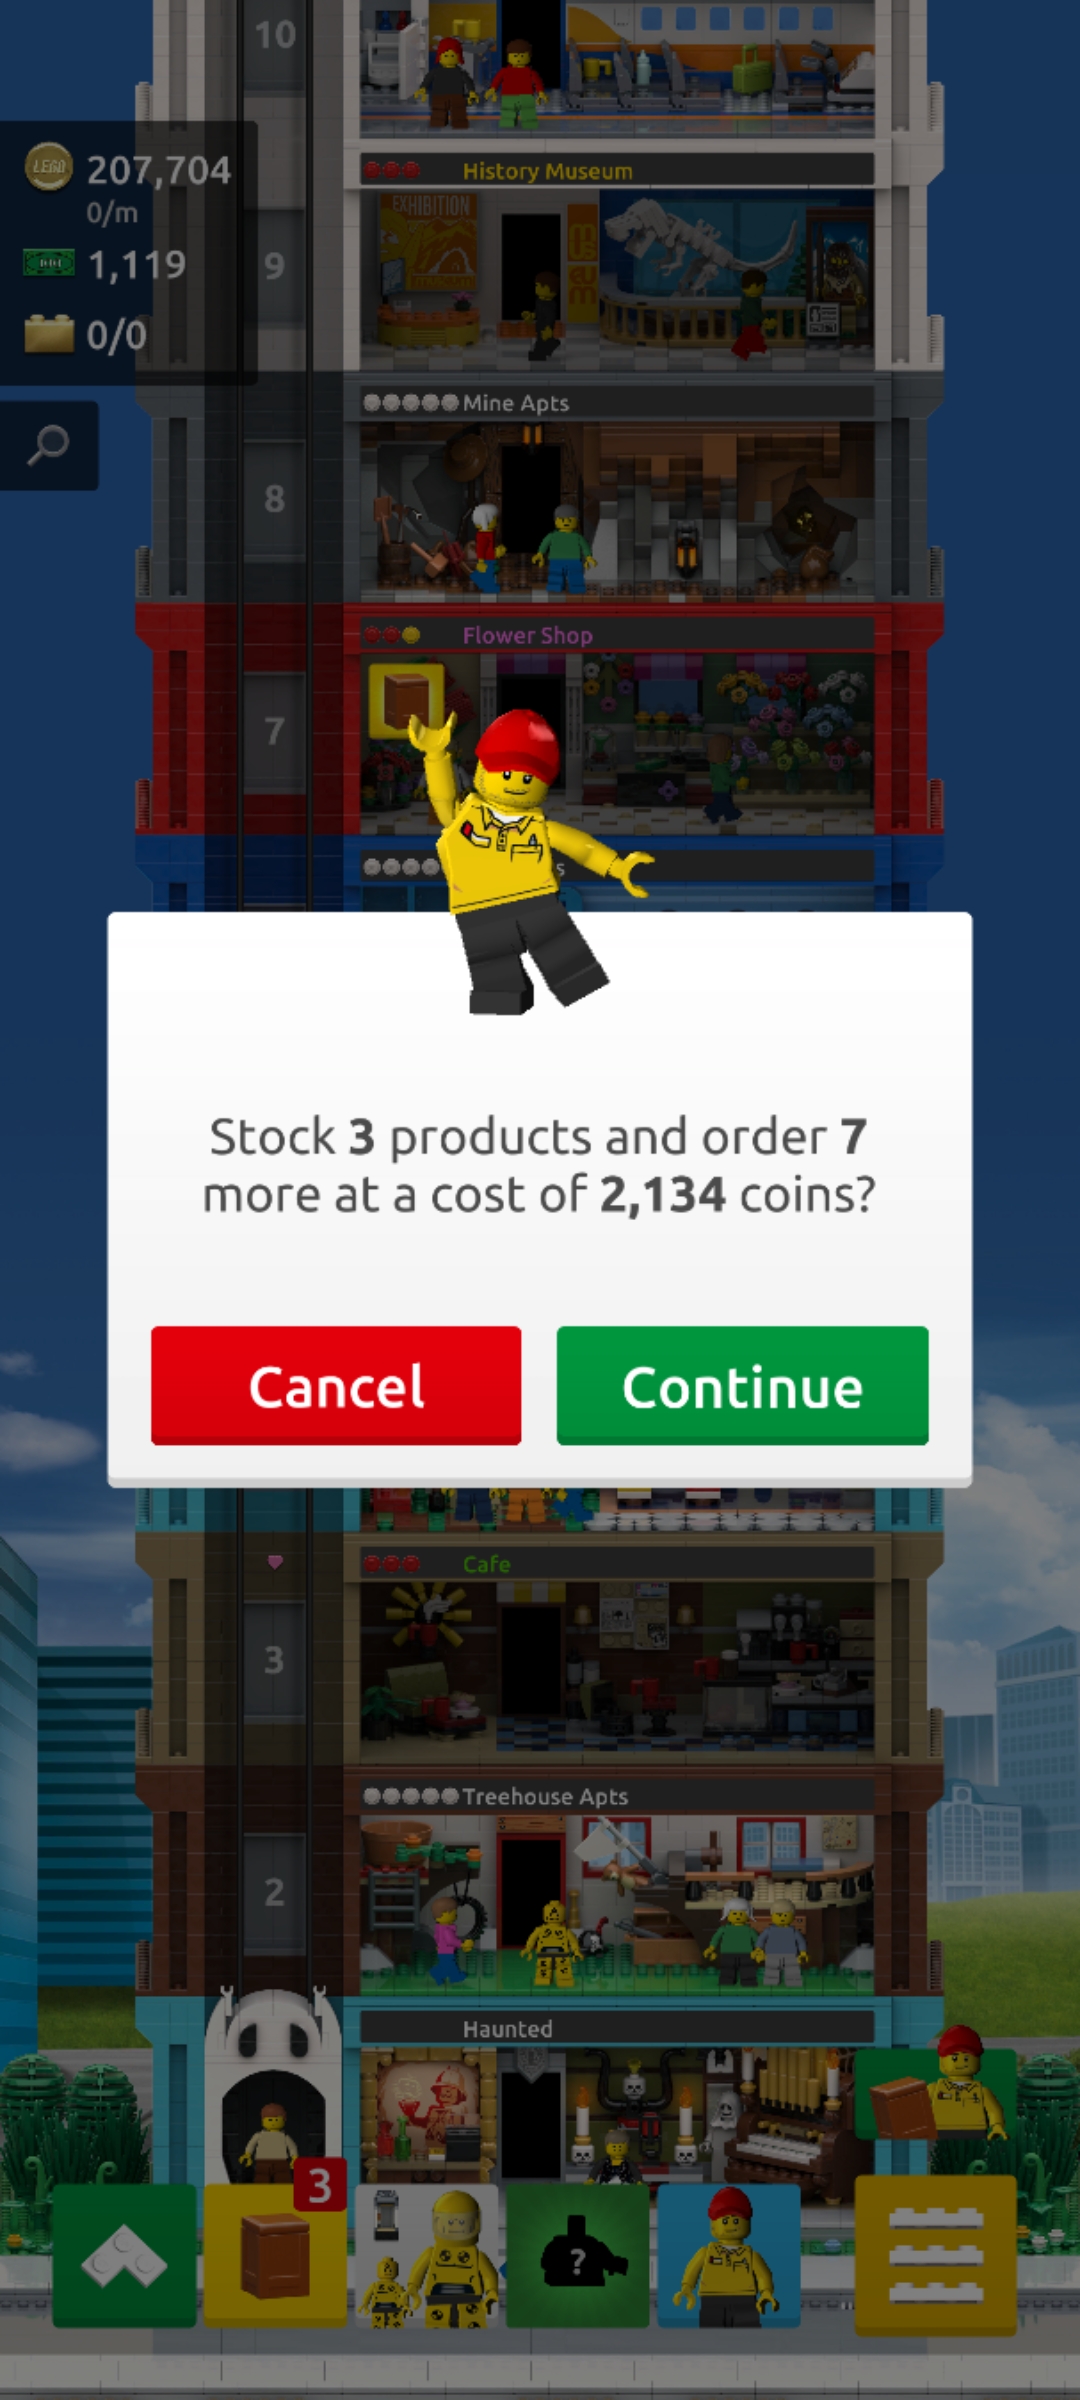 10
LEGO 207,704
0/m
1,119
0/0
History Museum
EXHIBITION
MUSEUM
9
Mine Apts
8
Flower Shop
7
s
Stock 3 products and order 7
more at a cost of 2,134 coins?
Cancel
Continue
Cafe
3
Treehouse Apts
2
Haunted
3
?